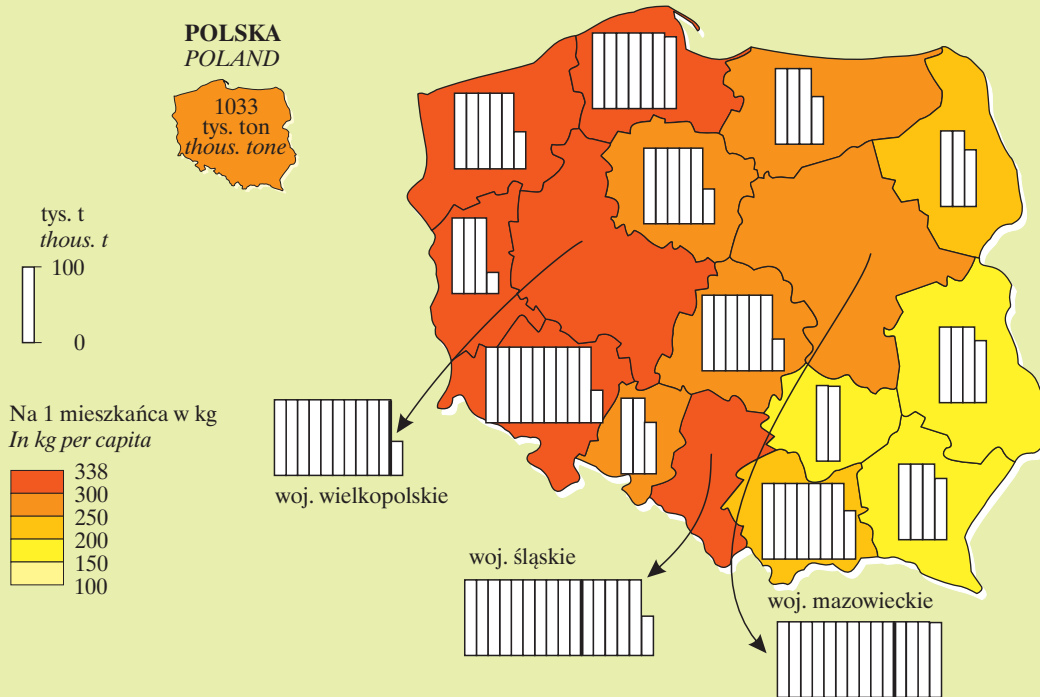 POLSKA
POLAND
1033
tys. ton
thous. tone
tys. t
thous. t
100
0
Na 1 mieszkańca w kg
In kg per capita
338
300
250
200
150
100
woj. wielkopolskie
woj. śląskie
woj. mazowieckie